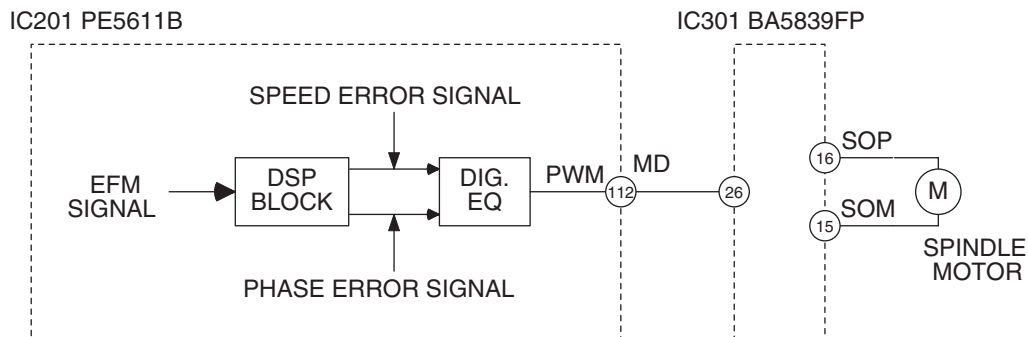 IC201 PE5611B
IC301 BA5839FP
SPEED ERROR SIGNAL
EFM
SIGNAL
DSP
BLOCK
DIG.
EQ
PWM
112
MD
26
16
SOP
M
15
SOM
SPINDLE
MOTOR
PHASE ERROR SIGNAL